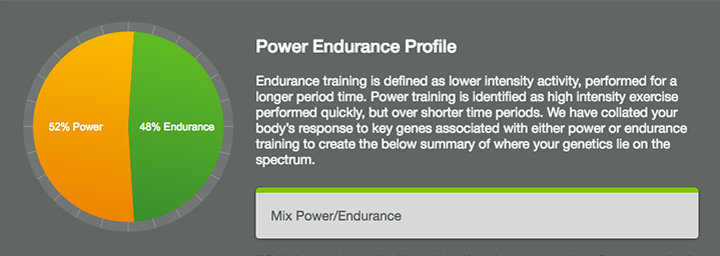 52% Power
48% Endurance
Power Endurance Profile
Endurance training is defined as lower intensity activity, performed for a
longer period time. Power training is identified as high intensity exercise
performed quickly, but over shorter time periods. We have collated your
body's response to key genes associated with either power or endurance
training to create the below summary of where your genetics lie on the
spectrum.
Mix Power/Endurance